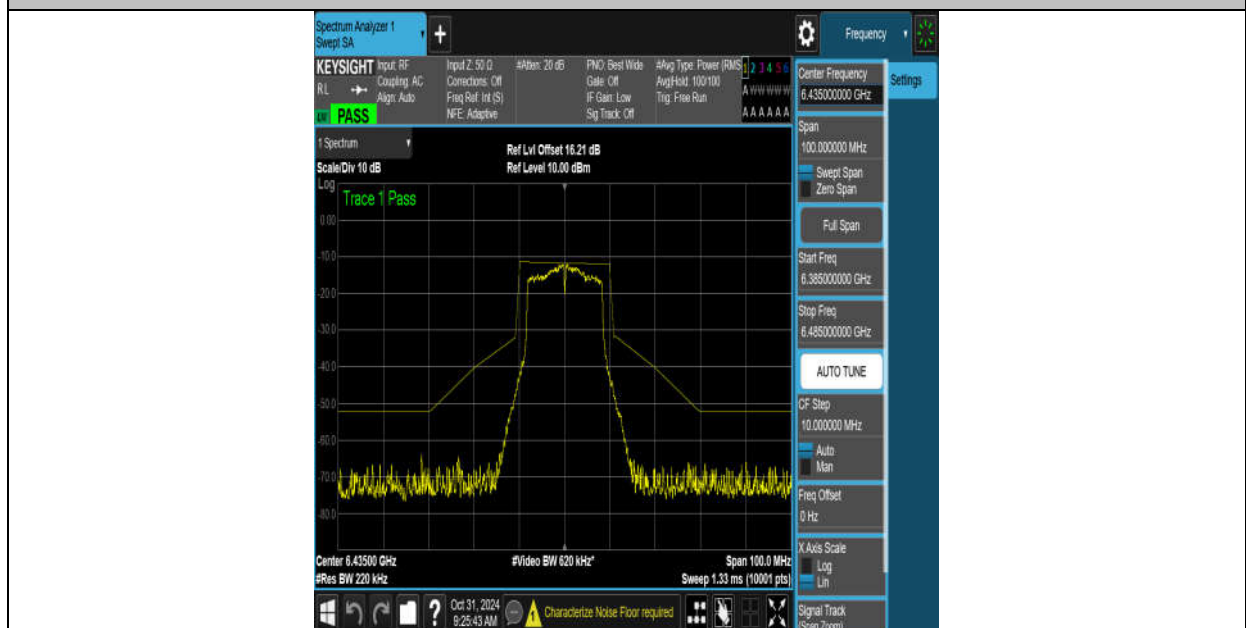 Spectrum Analyzer 1
Swept SA
+
Frequency
KEYSIGHT
RL
PASS
Input: RF
Coupling: AC
Align: Auto
Input Z: 50 Ω
Corrections: Off
Freq Ref: Int (S)
NFE: Adaptive
#Atten: 20 dB
PNO: Best Wide
Gate: Off
IF Gain: Low
Sig Track: Off
#Avg Type: Power (RMS
Avg|Hold: 100/100
Trig: Free Run
1 2 3 4 5 6
A W W W W W
A A A A A A
1 Spectrum
Scale/Div 10 dB
Ref Lvl Offset 16.21 dB
Ref Level 10.00 dBm
Log
Trace 1 Pass
0.00
-10.0
-20.0
-30.0
-40.0
-50.0
-60.0
-70.0
-80.0
Center 6.43500 GHz
#Res BW 220 kHz
#Video BW 620 kHz*
Span 100.0 MHz
Sweep 1.33 ms (10001 pts)
Center Frequency
6.435000000 GHz
Settings
Span
100.000000 MHz
Swept Span
Zero Span
Full Span
Start Freq
6.385000000 GHz
Stop Freq
6.485000000 GHz
AUTO TUNE
CF Step
10.000000 MHz
Auto
Man
Freq Offset
0 Hz
X Axis Scale
Log
Lin
Signal Track
(Span Zoom)
?
Oct 31, 2024
9:25:43 AM
Characterize Noise Floor required